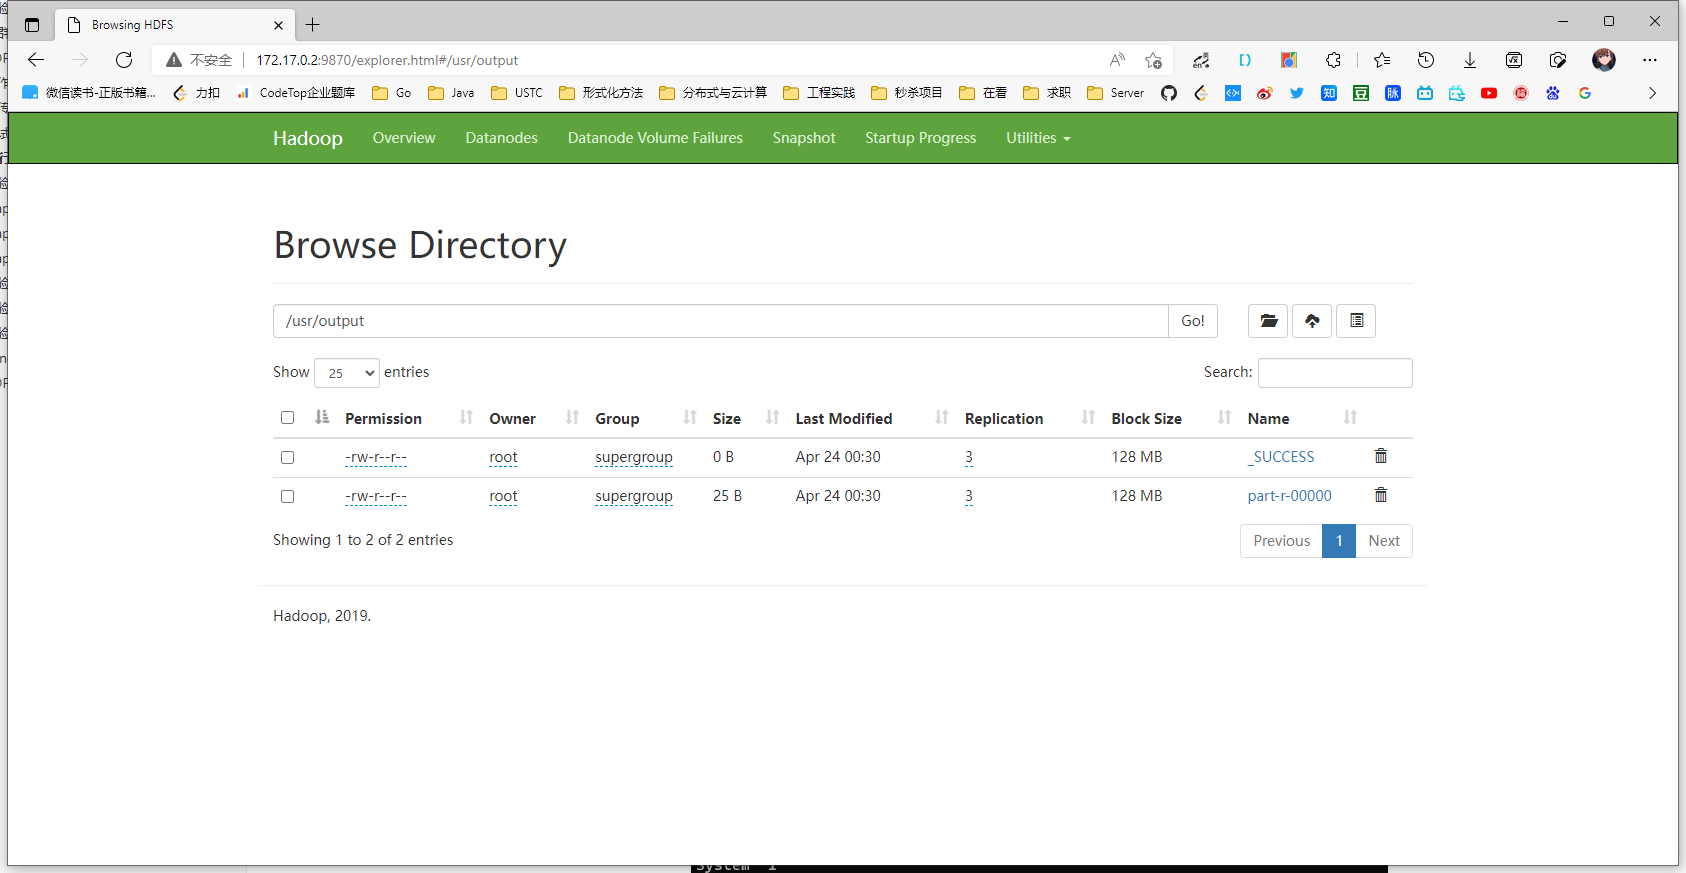 Browsing HDFS
不安全 172.17.0.2:9870/explorer.html#/usr/output
微信读书-正版书籍... 力扣 CodeTop企业题库 Go Java USTC 形式化方法 分布式与云计算 工程实践 秒杀项目 在看 求职 Server
Hadoop Overview Datanodes Datanode Volume Failures Snapshot Startup Progress Utilities
Browse Directory
/usr/output Go!
Show 25 entries Search:
Permission Owner Group Size Last Modified Replication Block Size Name
-rw-r--r-- root supergroup 0 B Apr 24 00:30 3 128 MB _SUCCESS
-rw-r--r-- root supergroup 25 B Apr 24 00:30 3 128 MB part-r-00000
Showing 1 to 2 of 2 entries Previous 1 Next
Hadoop, 2019.